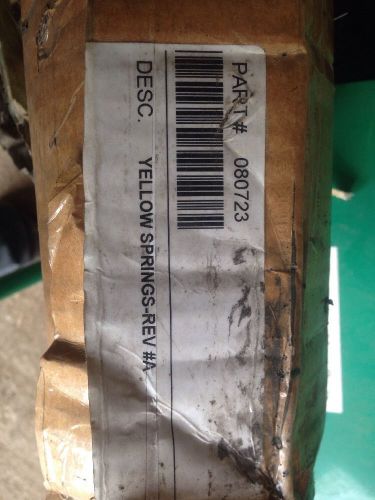 PART# 080723
DESC. YELLOW SPRINGS-REV #A